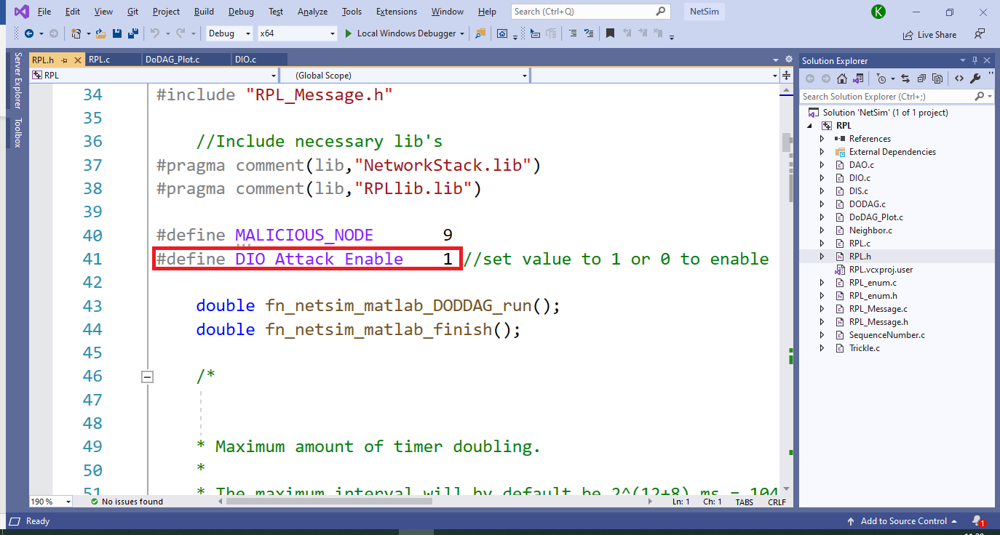 File Edit View Git Project Build Debug Test Analyze Tools Extensions Window Help Search (Ctrl+Q) NetSim K
Debug x64 Local Windows Debugger Live Share
Server Explorer
Toolbox
RPL.h RPL.c DoDAG_Plot.c DIO.c
RPL (Global Scope)
34 #include "RPL_Message.h"
35
36 //Include necessary lib's
37 #pragma comment(lib,"NetworkStack.lib")
38 #pragma comment(lib,"RPLlib.lib")
39
40 #define MALICIOUS_NODE 9
41 #define DIO_Attack_Enable 1 //set value to 1 or 0 to enable
42
43 double fn_netsim_matlab_DODDAG_run();
44 double fn_netsim_matlab_finish();
45
46 /*
47
48
49 * Maximum amount of timer doubling.
50 *
51 * The maximum interval will by default be 2^(12+8) ms = 104
190 % No issues found Ln: 1 Ch: 1 TABS CRLF
Solution Explorer
Search Solution Explorer (Ctrl+;)
Solution 'NetSim' (1 of 1 project)
RPL
References
External Dependencies
DAO.c
DIO.c
DIS.c
DODAG.c
DoDAG_Plot.c
Neighbor.c
RPL.c
RPL.h
RPL.vcxproj.user
RPL_enum.c
RPL_enum.h
RPL_Message.c
RPL_Message.h
SequenceNumber.c
Trickle.c
Ready Add to Source Control 1